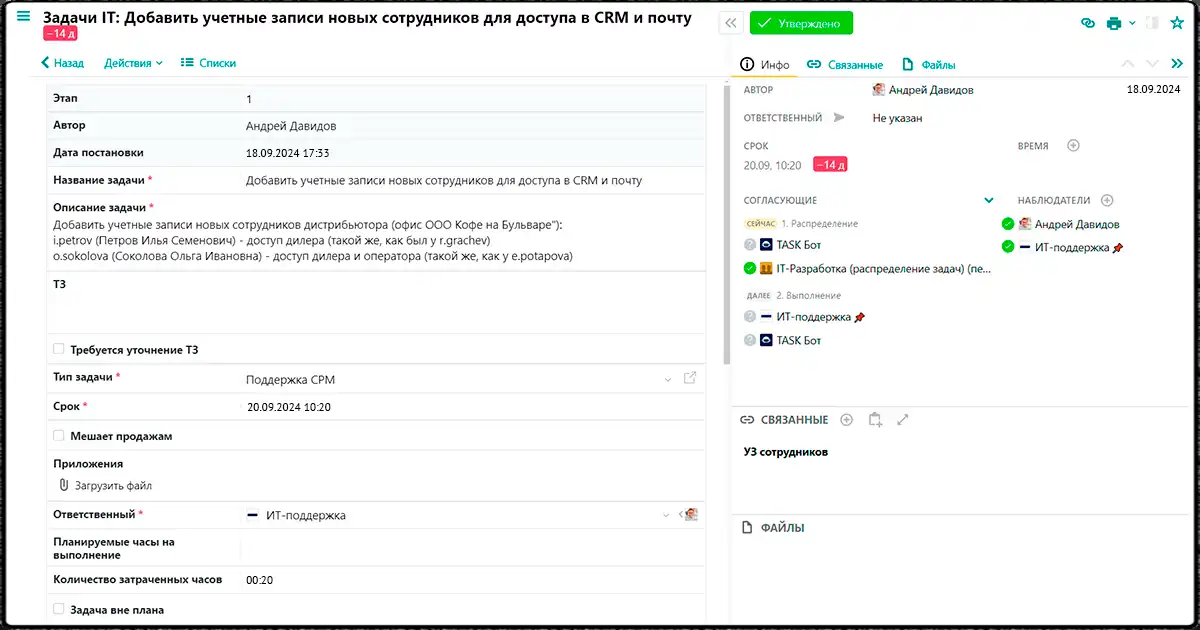 Задачи IT: Добавить учетные записи новых сотрудников для доступа в CRM и почту
−14 д
Назад Действия Списки
Этап 1
Автор Андрей Давидов
Дата постановки 18.09.2024 17:33
Название задачи * Добавить учетные записи новых сотрудников для доступа в CRM и почту
Описание задачи *
Добавить учетные записи новых сотрудников дистрибьютора (офис ООО Кофе на Бульваре"):
i.petrov (Петров Илья Семенович) - доступ дилера (такой же, как был у r.grachev)
o.sokolova (Соколова Ольга Ивановна) - доступ дилера и оператора (такой же, как у e.potapova)
ТЗ
Требуется уточнение ТЗ
Тип задачи * Поддержка СРМ
Срок * 20.09.2024 10:20
Мешает продажам
Приложения
Загрузить файл
Ответственный * ИТ-поддержка
Планируемые часы на
выполнение
Количество затраченных часов 00:20
Задача вне плана
Утверждено
Инфо Связанные Файлы
АВТОР Андрей Давидов 18.09.2024
ОТВЕТСТВЕННЫЙ Не указан
СРОК ВРЕМЯ
20.09, 10:20 −14 д
СОГЛАСУЮЩИЕ НАБЛЮДАТЕЛИ
СЕЙЧАС 1. Распределение Андрей Давидов
TASK Бот ИТ-поддержка
IT-Разработка (распределение задач) (пе...
ДАЛЕЕ 2. Выполнение
ИТ-поддержка
TASK Бот
СВЯЗАННЫЕ
УЗ сотрудников
ФАЙЛЫ